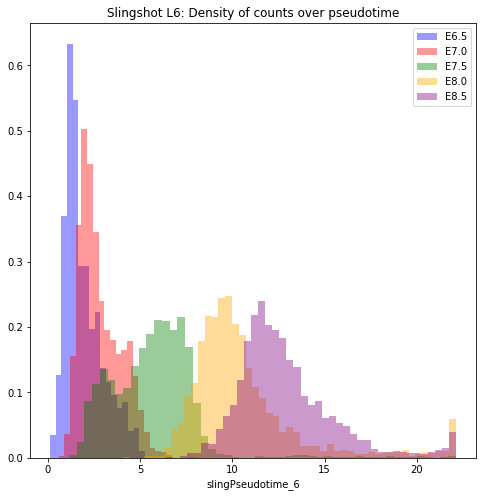 Slingshot L6: Density of counts over pseudotime
E6.5
E7.0
E7.5
E8.0
E8.5
0.6
0.5
0.4
0.3
0.2
0.1
0.0
0 5 10 15 20
slingPseudotime_6